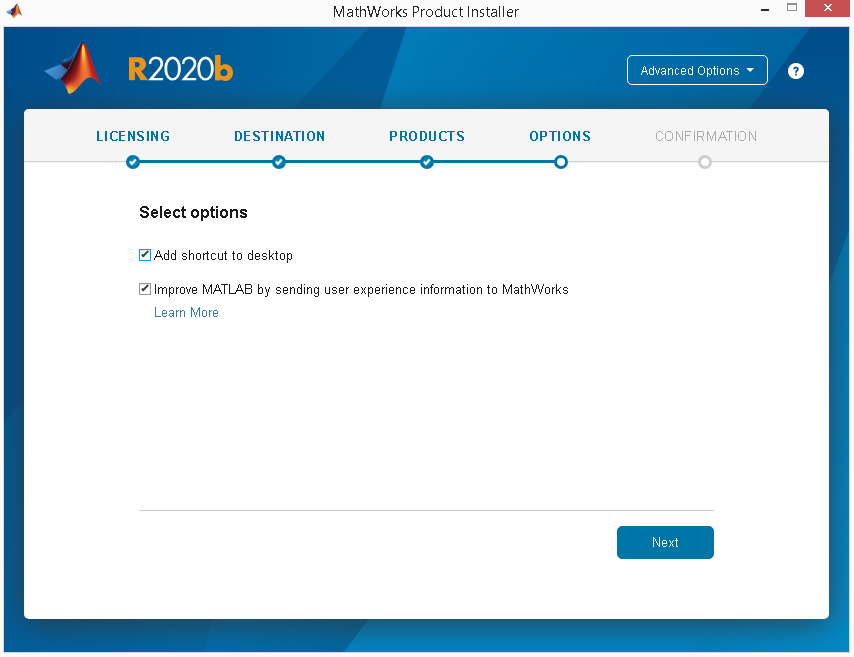 MathWorks Product Installer
R2020b
Advanced Options
?
LICENSING
DESTINATION
PRODUCTS
OPTIONS
CONFIRMATION
Select options
Add shortcut to desktop
Improve MATLAB by sending user experience information to MathWorks
Learn More
Next